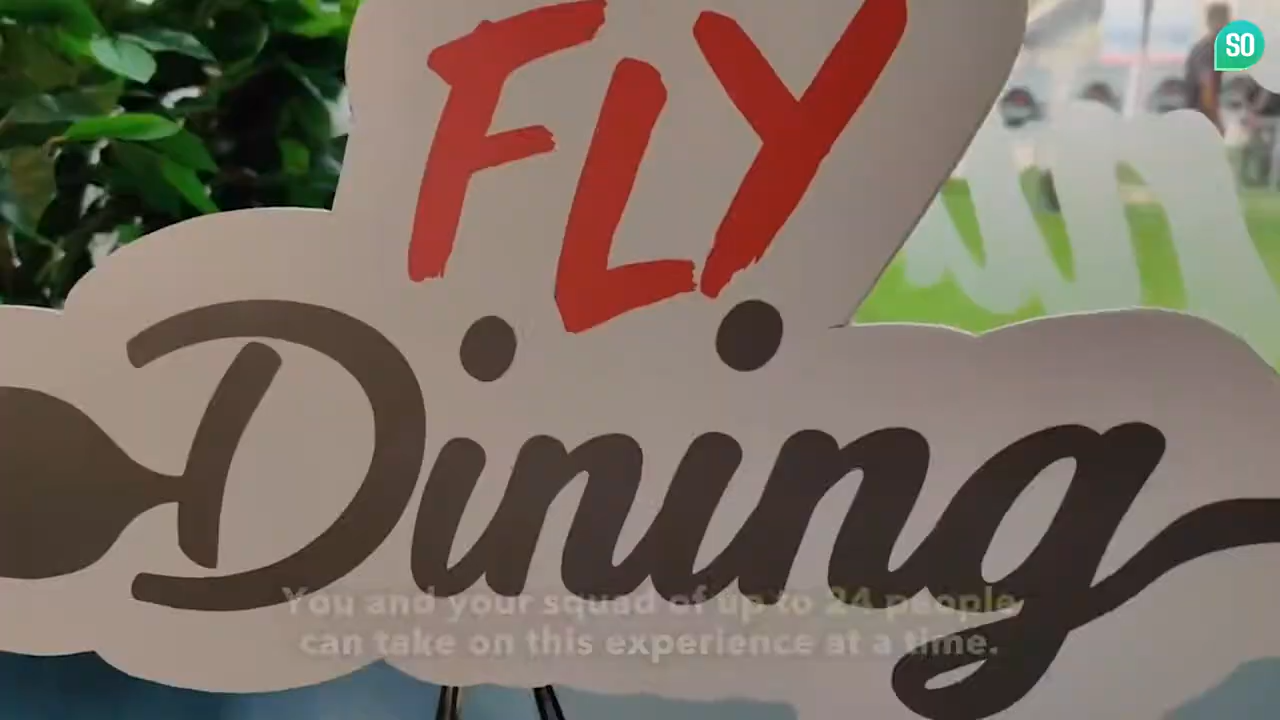 SO
FLY
Dining
You and your squad of up to 24 people
can take on this experience at a time.